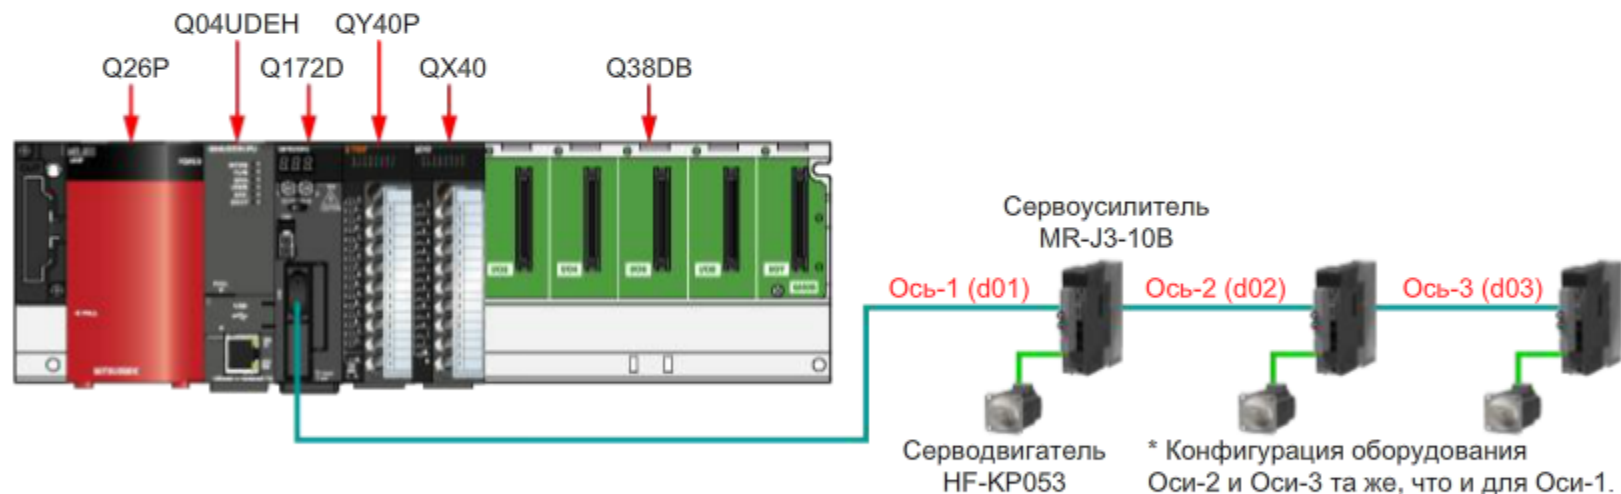 Q04UDEH QY40P
Q26P Q172D QX40 Q38DB
Сервоусилитель
MR-J3-10B
Ось-1 (d01) Ось-2 (d02) Ось-3 (d03)
Серводвигатель
HF-KP053
* Конфигурация оборудования
Оси-2 и Оси-3 та же, что и для Оси-1.